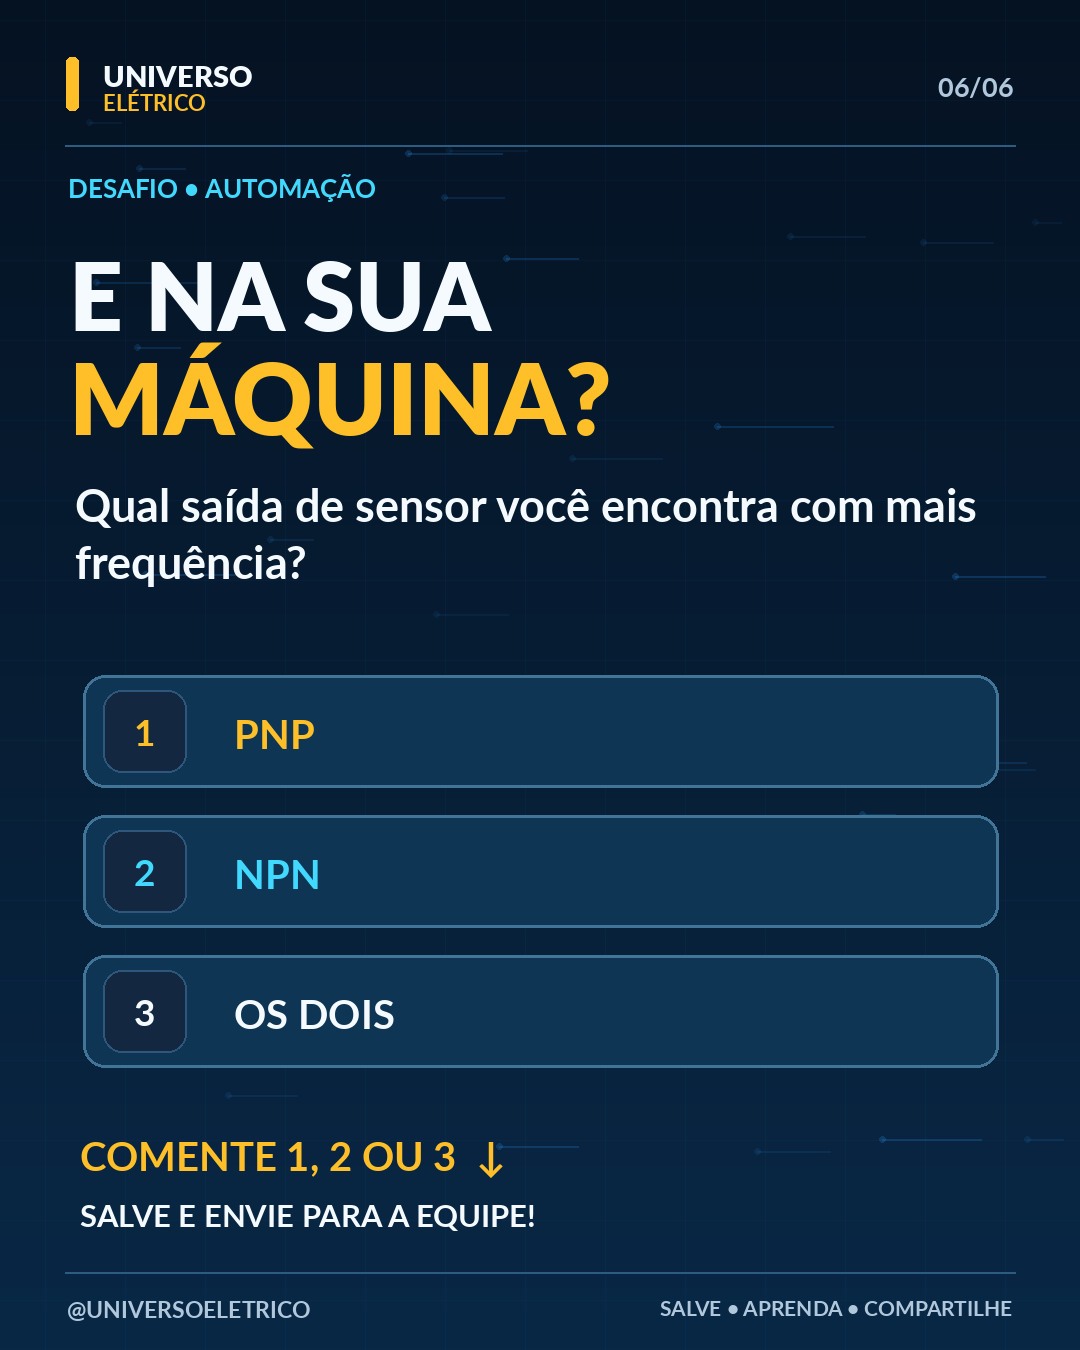 UNIVERSO
ELÉTRICO
06/06
DESAFIO ● AUTOMAÇÃO
E NA SUA
MÁQUINA?
Qual saída de sensor você encontra com mais
frequência?
1 PNP
2 NPN
3 OS DOIS
COMENTE 1, 2 OU 3 ↓
SALVE E ENVIE PARA A EQUIPE!
@UNIVERSOELETRICO
SALVE ● APRENDA ● COMPARTILHE